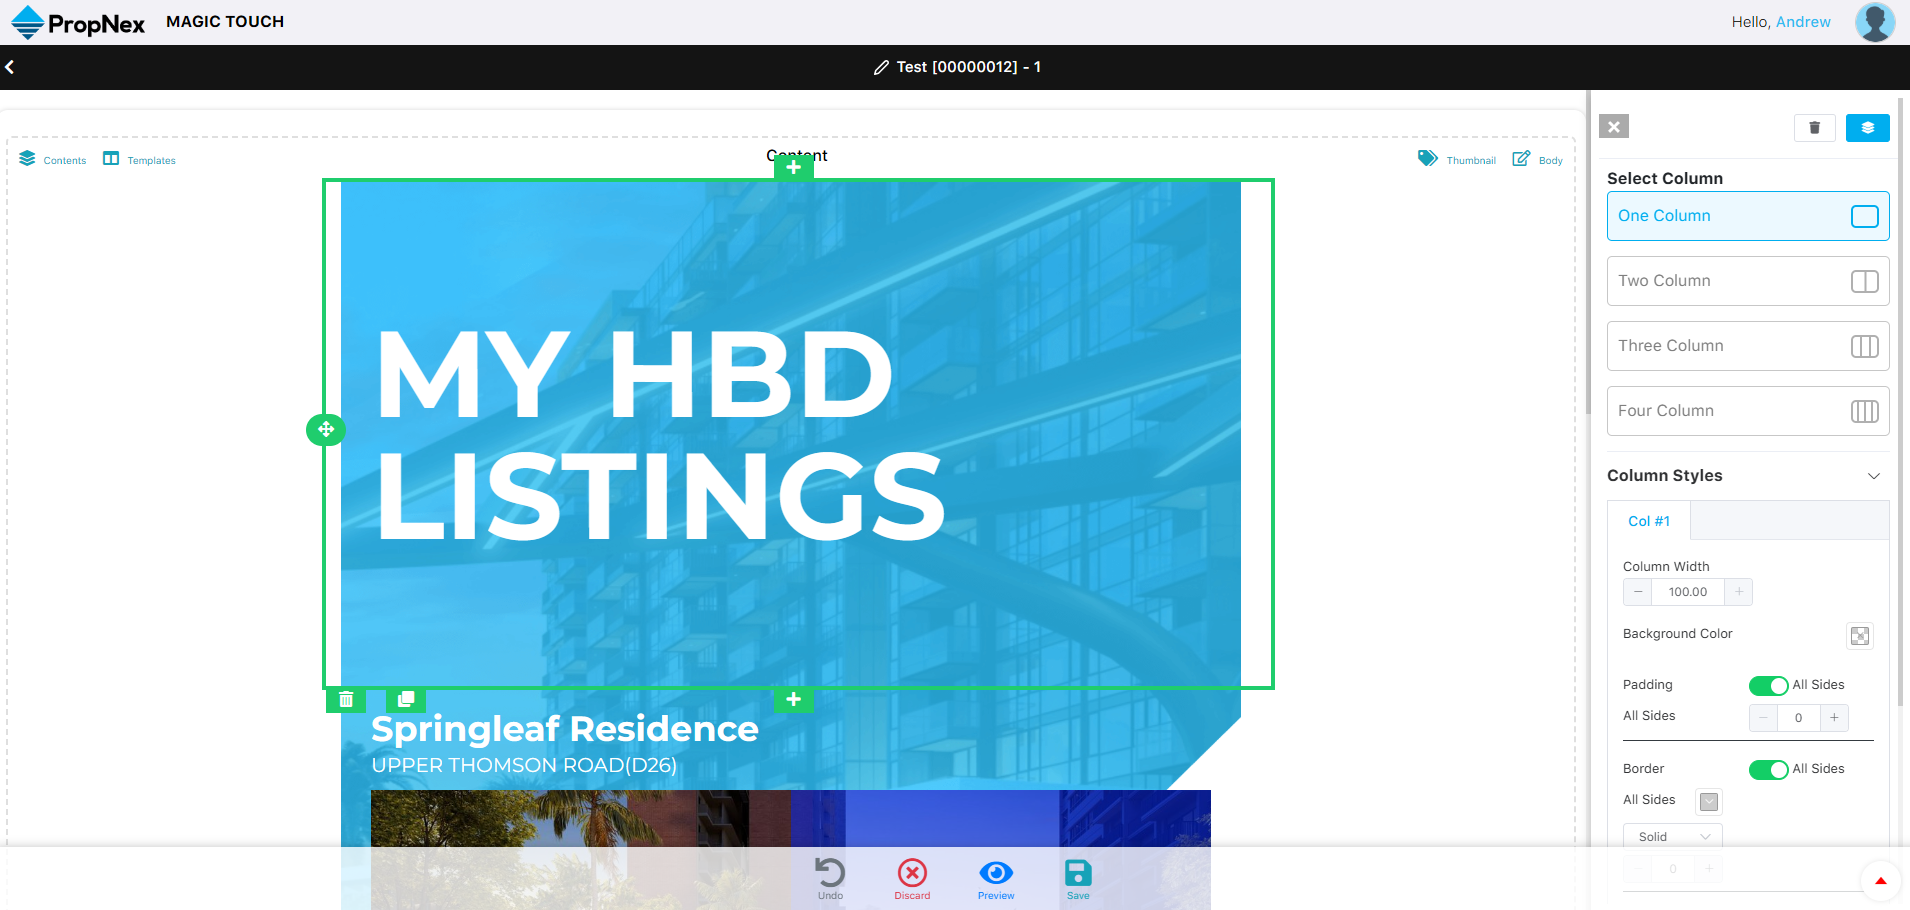 PropNex MAGIC TOUCH
Hello, Andrew
Test [00000012] - 1
Contents Templates
Content
Thumbnail Body
MY HBD
LISTINGS
Springleaf Residence
UPPER THOMSON ROAD(D26)
Undo Discard Preview Save
Select Column
One Column
Two Column
Three Column
Four Column
Column Styles
Col #1
Column Width
100.00
Background Color
Padding All Sides
All Sides 0
Border All Sides
All Sides
Solid
0